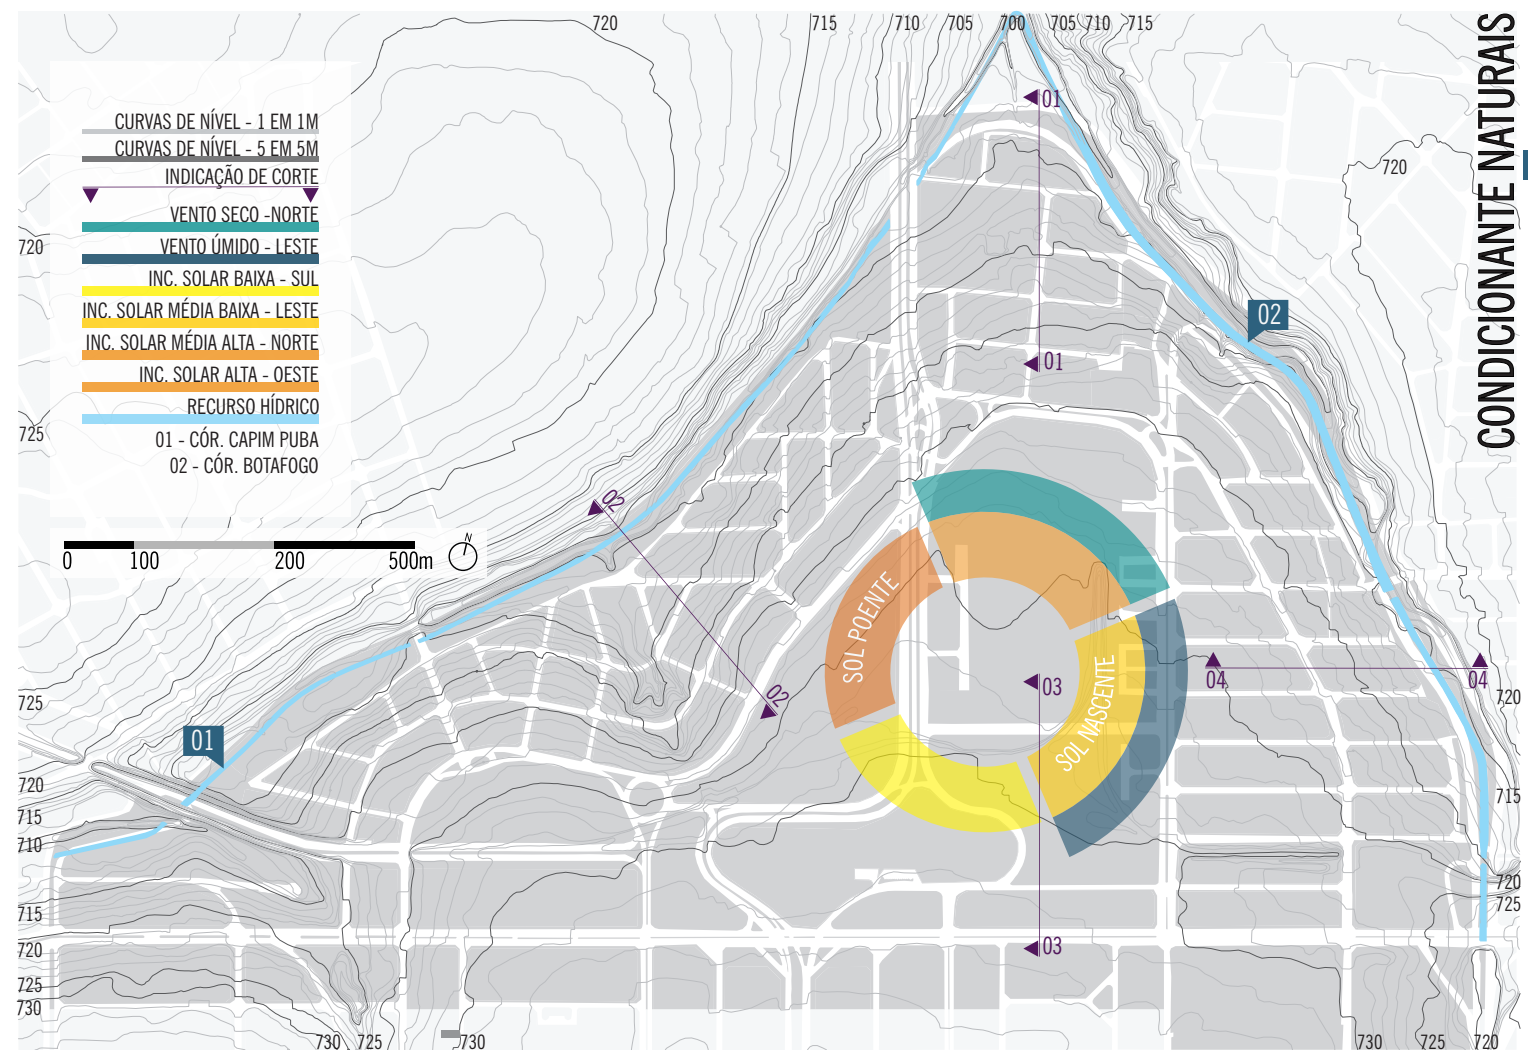 720
715
710
705
700
705
710
715
CONDICIONANTE NATURAIS
01
CURVAS DE NÍVEL - 1 EM 1M
CURVAS DE NÍVEL - 5 EM 5M
INDICAÇÃO DE CORTE
VENTO SECO -NORTE
VENTO ÚMIDO - LESTE
INC. SOLAR BAIXA - SUL
INC. SOLAR MÉDIA BAIXA - LESTE
INC. SOLAR MÉDIA ALTA - NORTE
INC. SOLAR ALTA - OESTE
RECURSO HÍDRICO
01 - CÓR. CAPIM PUBA
02 - CÓR. BOTAFOGO
720
720
725
02
01
02
N
0
100
200
500m
SOL POENTE
SOL NASCENTE
02
03
04
04
725
720
01
720
715
710
715
720
715
720
725
03
720
725
730
730
725
730
730
725
720